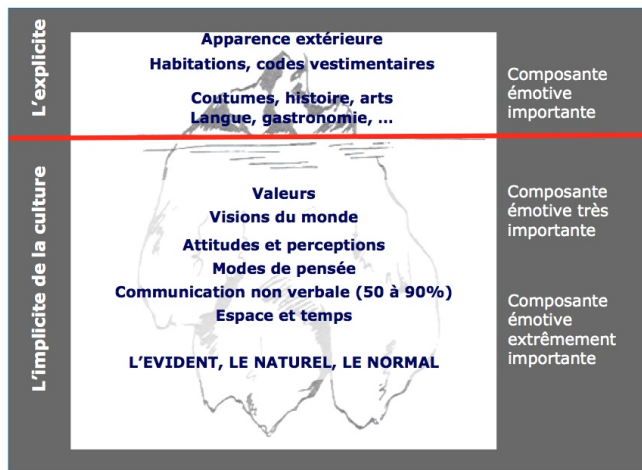 L'explicite
Apparence extérieure
Habitations, codes vestimentaires
Coutumes, histoire, arts
Langue, gastronomie, ...
Composante
émotive
importante
L'implicite de la culture
Valeurs
Visions du monde
Attitudes et perceptions
Modes de pensée
Communication non verbale (50 à 90%)
Espace et temps
L'EVIDENT, LE NATUREL, LE NORMAL
Composante
émotive très
importante
Composante
émotive
extrêmement
importante